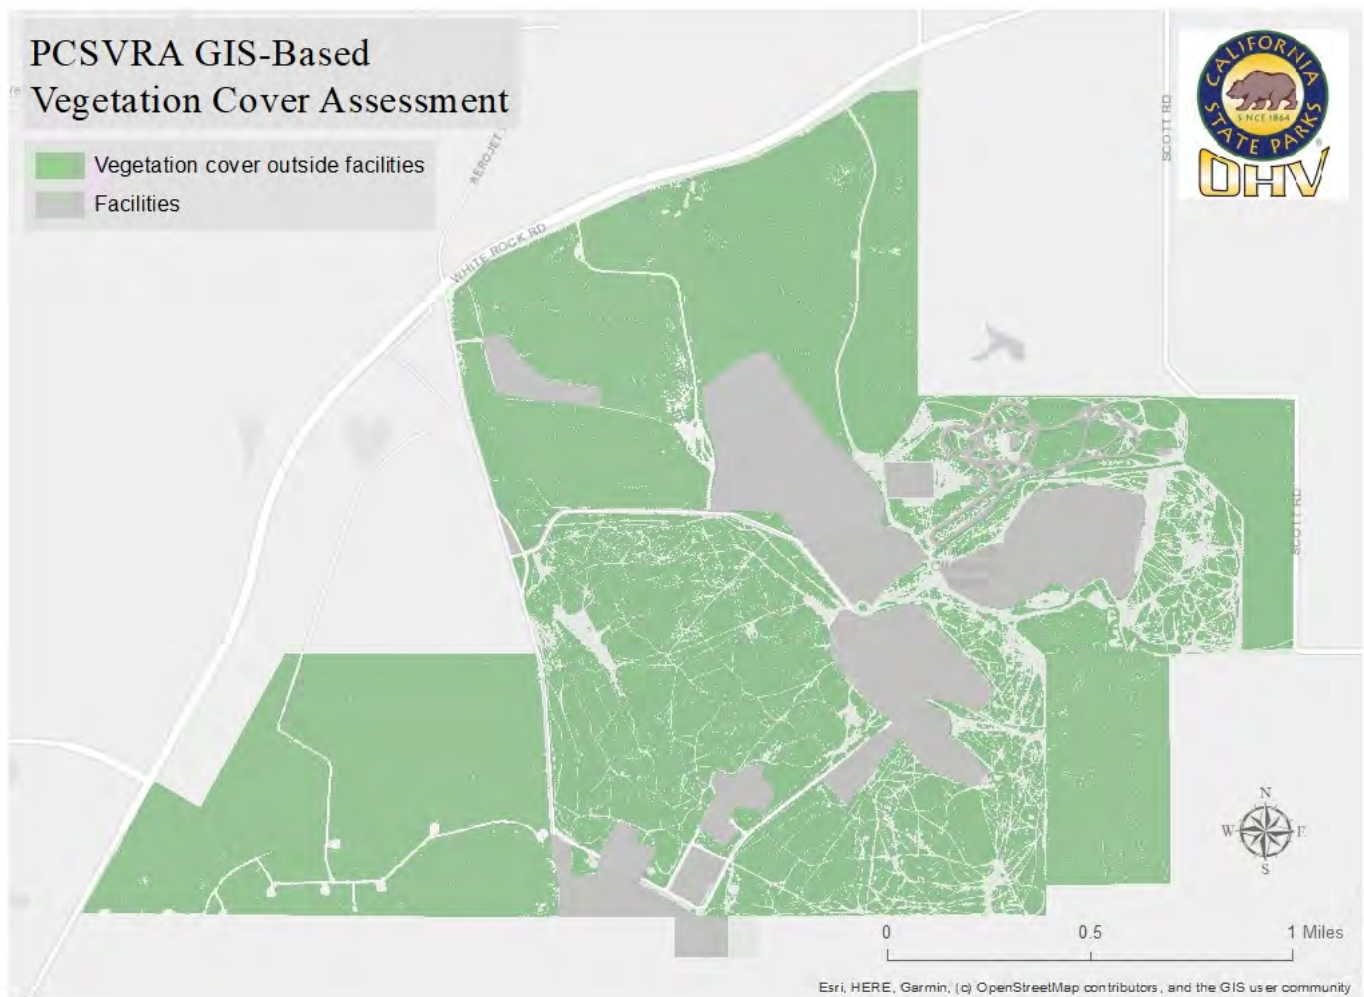 PCSVRA GIS-Based
Vegetation Cover Assessment
Vegetation cover outside facilities
Facilities
AEROJET
WHITE ROCK RD
SCOTT RD
CALIFORNIA
SINCE 1864
STATE PARKS
OHV
SCOTT RD
N
W E
S
0 0.5 1 Miles
Esri, HERE, Garmin, (c) OpenStreetMap contributors, and the GIS user community